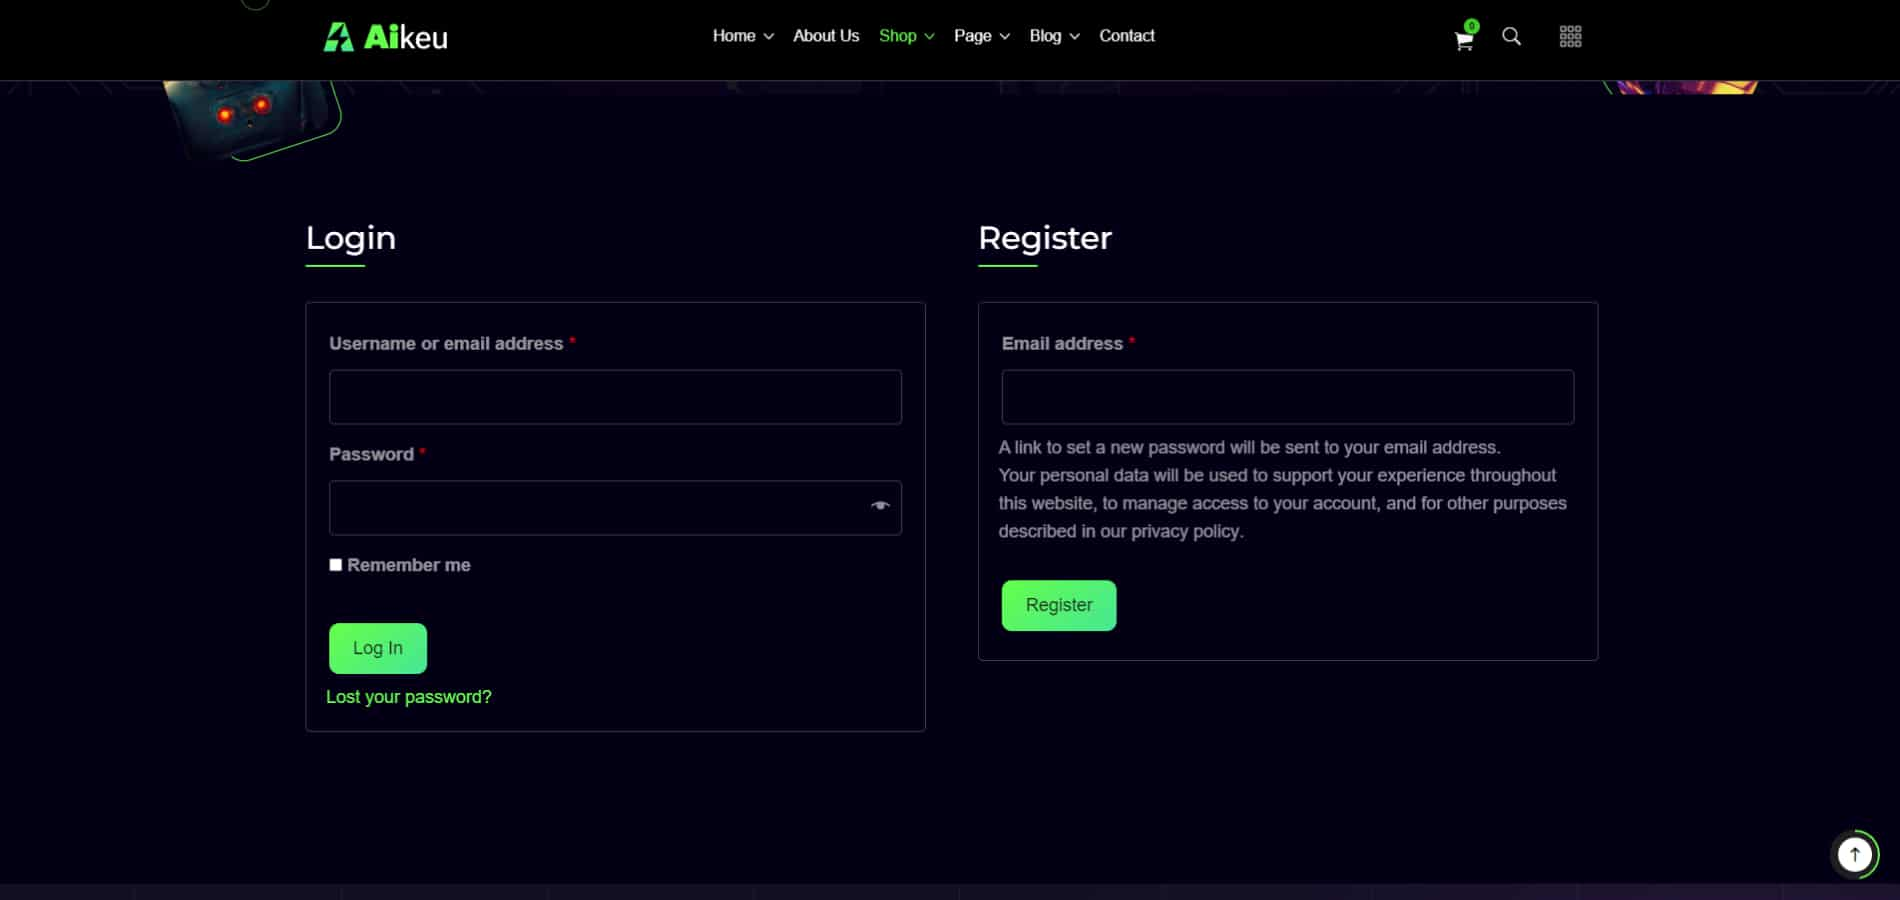 Aikeu
Home About Us Shop Page Blog Contact
0
Login
Username or email address *
Password *
Remember me
Log In
Lost your password?
Register
Email address *
A link to set a new password will be sent to your email address.
Your personal data will be used to support your experience throughout
this website, to manage access to your account, and for other purposes
described in our privacy policy.
Register